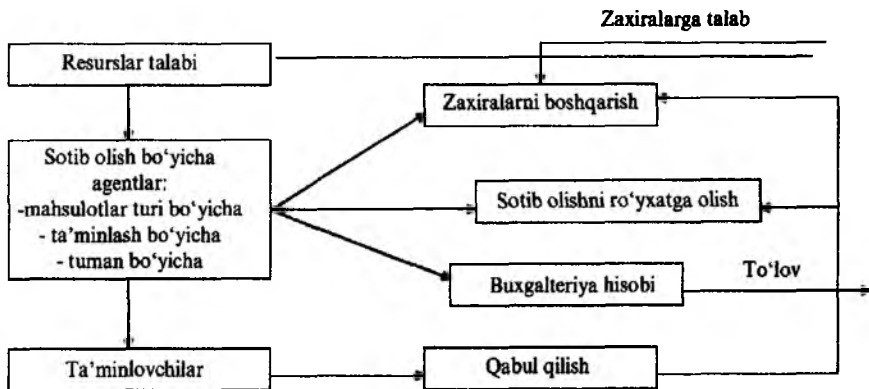 Zaxiralarga talab
Resurslar talabi
Zaxiralarni boshqarish
Sotib olish bo‘yicha
agentlar:
-mahsulotlar turi bo‘yicha
- ta’minlash bo‘yicha
- tuman bo‘yicha
Sotib olishni ro‘yxatga olish
Buxgalteriya hisobi
To‘lov
Ta’minlovchilar
Qabul qilish